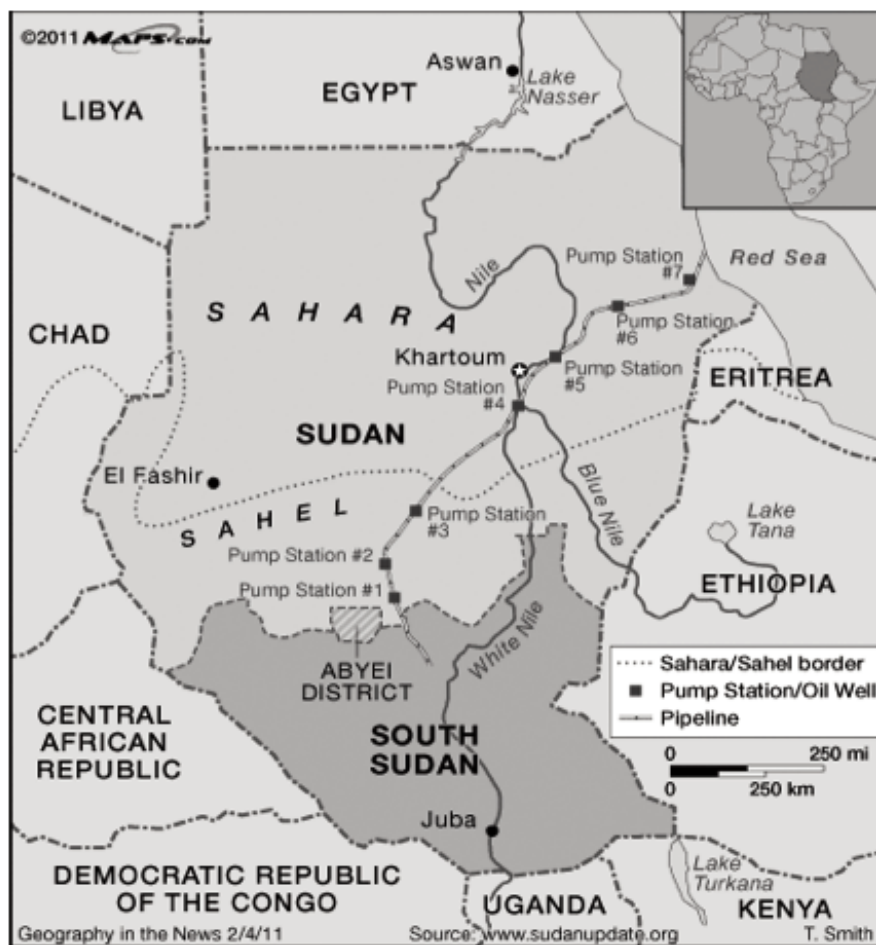 ©2011 MAPS.COM
LIBYA
EGYPT
Aswan
Lake
Nasser
Red Sea
CHAD
SAHARA
Nile
Pump Station
#7
Pump Station
#6
Khartoum
Pump Station
#5
Pump Station
#4
ERITREA
SUDAN
El Fashir
SAHEL
Pump Station
#3
Blue Nile
Lake
Tana
Pump Station #2
Pump Station #1
ETHIOPIA
White Nile
ABYEI
DISTRICT
Sahara/Sahel border
Pump Station/Oil Well
Pipeline
CENTRAL
AFRICAN
REPUBLIC
SOUTH
SUDAN
0 250 mi
0 250 km
Juba
DEMOCRATIC REPUBLIC
OF THE CONGO
UGANDA
Lake
Turkana
KENYA
Geography in the News 2/4/11
Source: www.sudanupdate.org
T. Smith